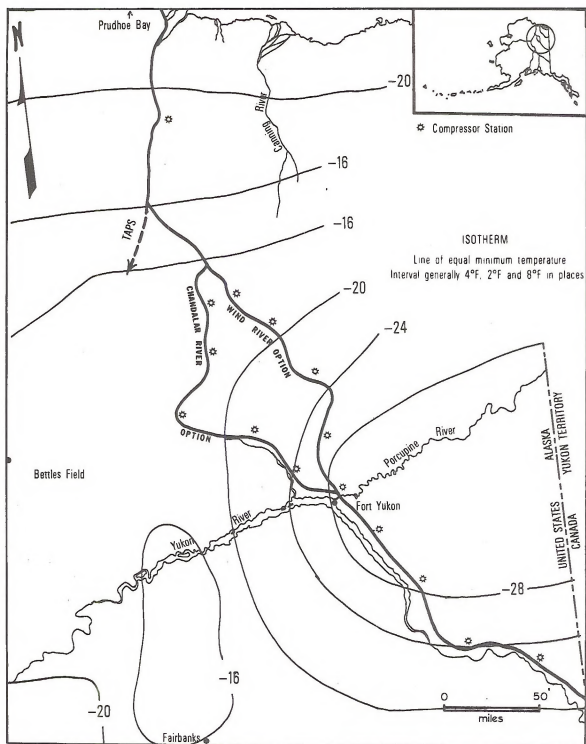 Prudhoe Bay
N
-20
Canning
River
Compressor Station
-16
-16
TAPS
ISOTHERM
Line of equal minimum temperature
Interval generally 4°F, 2°F and 8°F in places
-20
-24
CHANDALAR RIVER
OPTION
WIND RIVER OPTION
ALASKA
YUKON TERRITORY
Porcupine River
Bettles Field
Fort Yukon
Yukon River
UNITED STATES
CANADA
-28
-16
-20
Fairbanks
0 50
miles